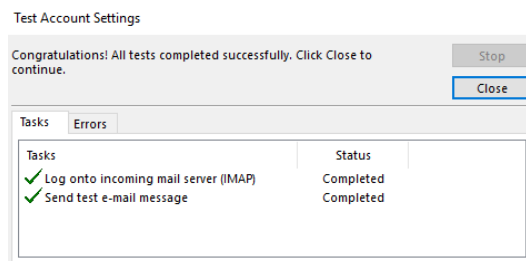 Test Account Settings
Congratulations! All tests completed successfully. Click Close to
continue.
Stop
Close
Tasks Errors
Tasks Status
Log onto incoming mail server (IMAP) Completed
Send test e-mail message Completed